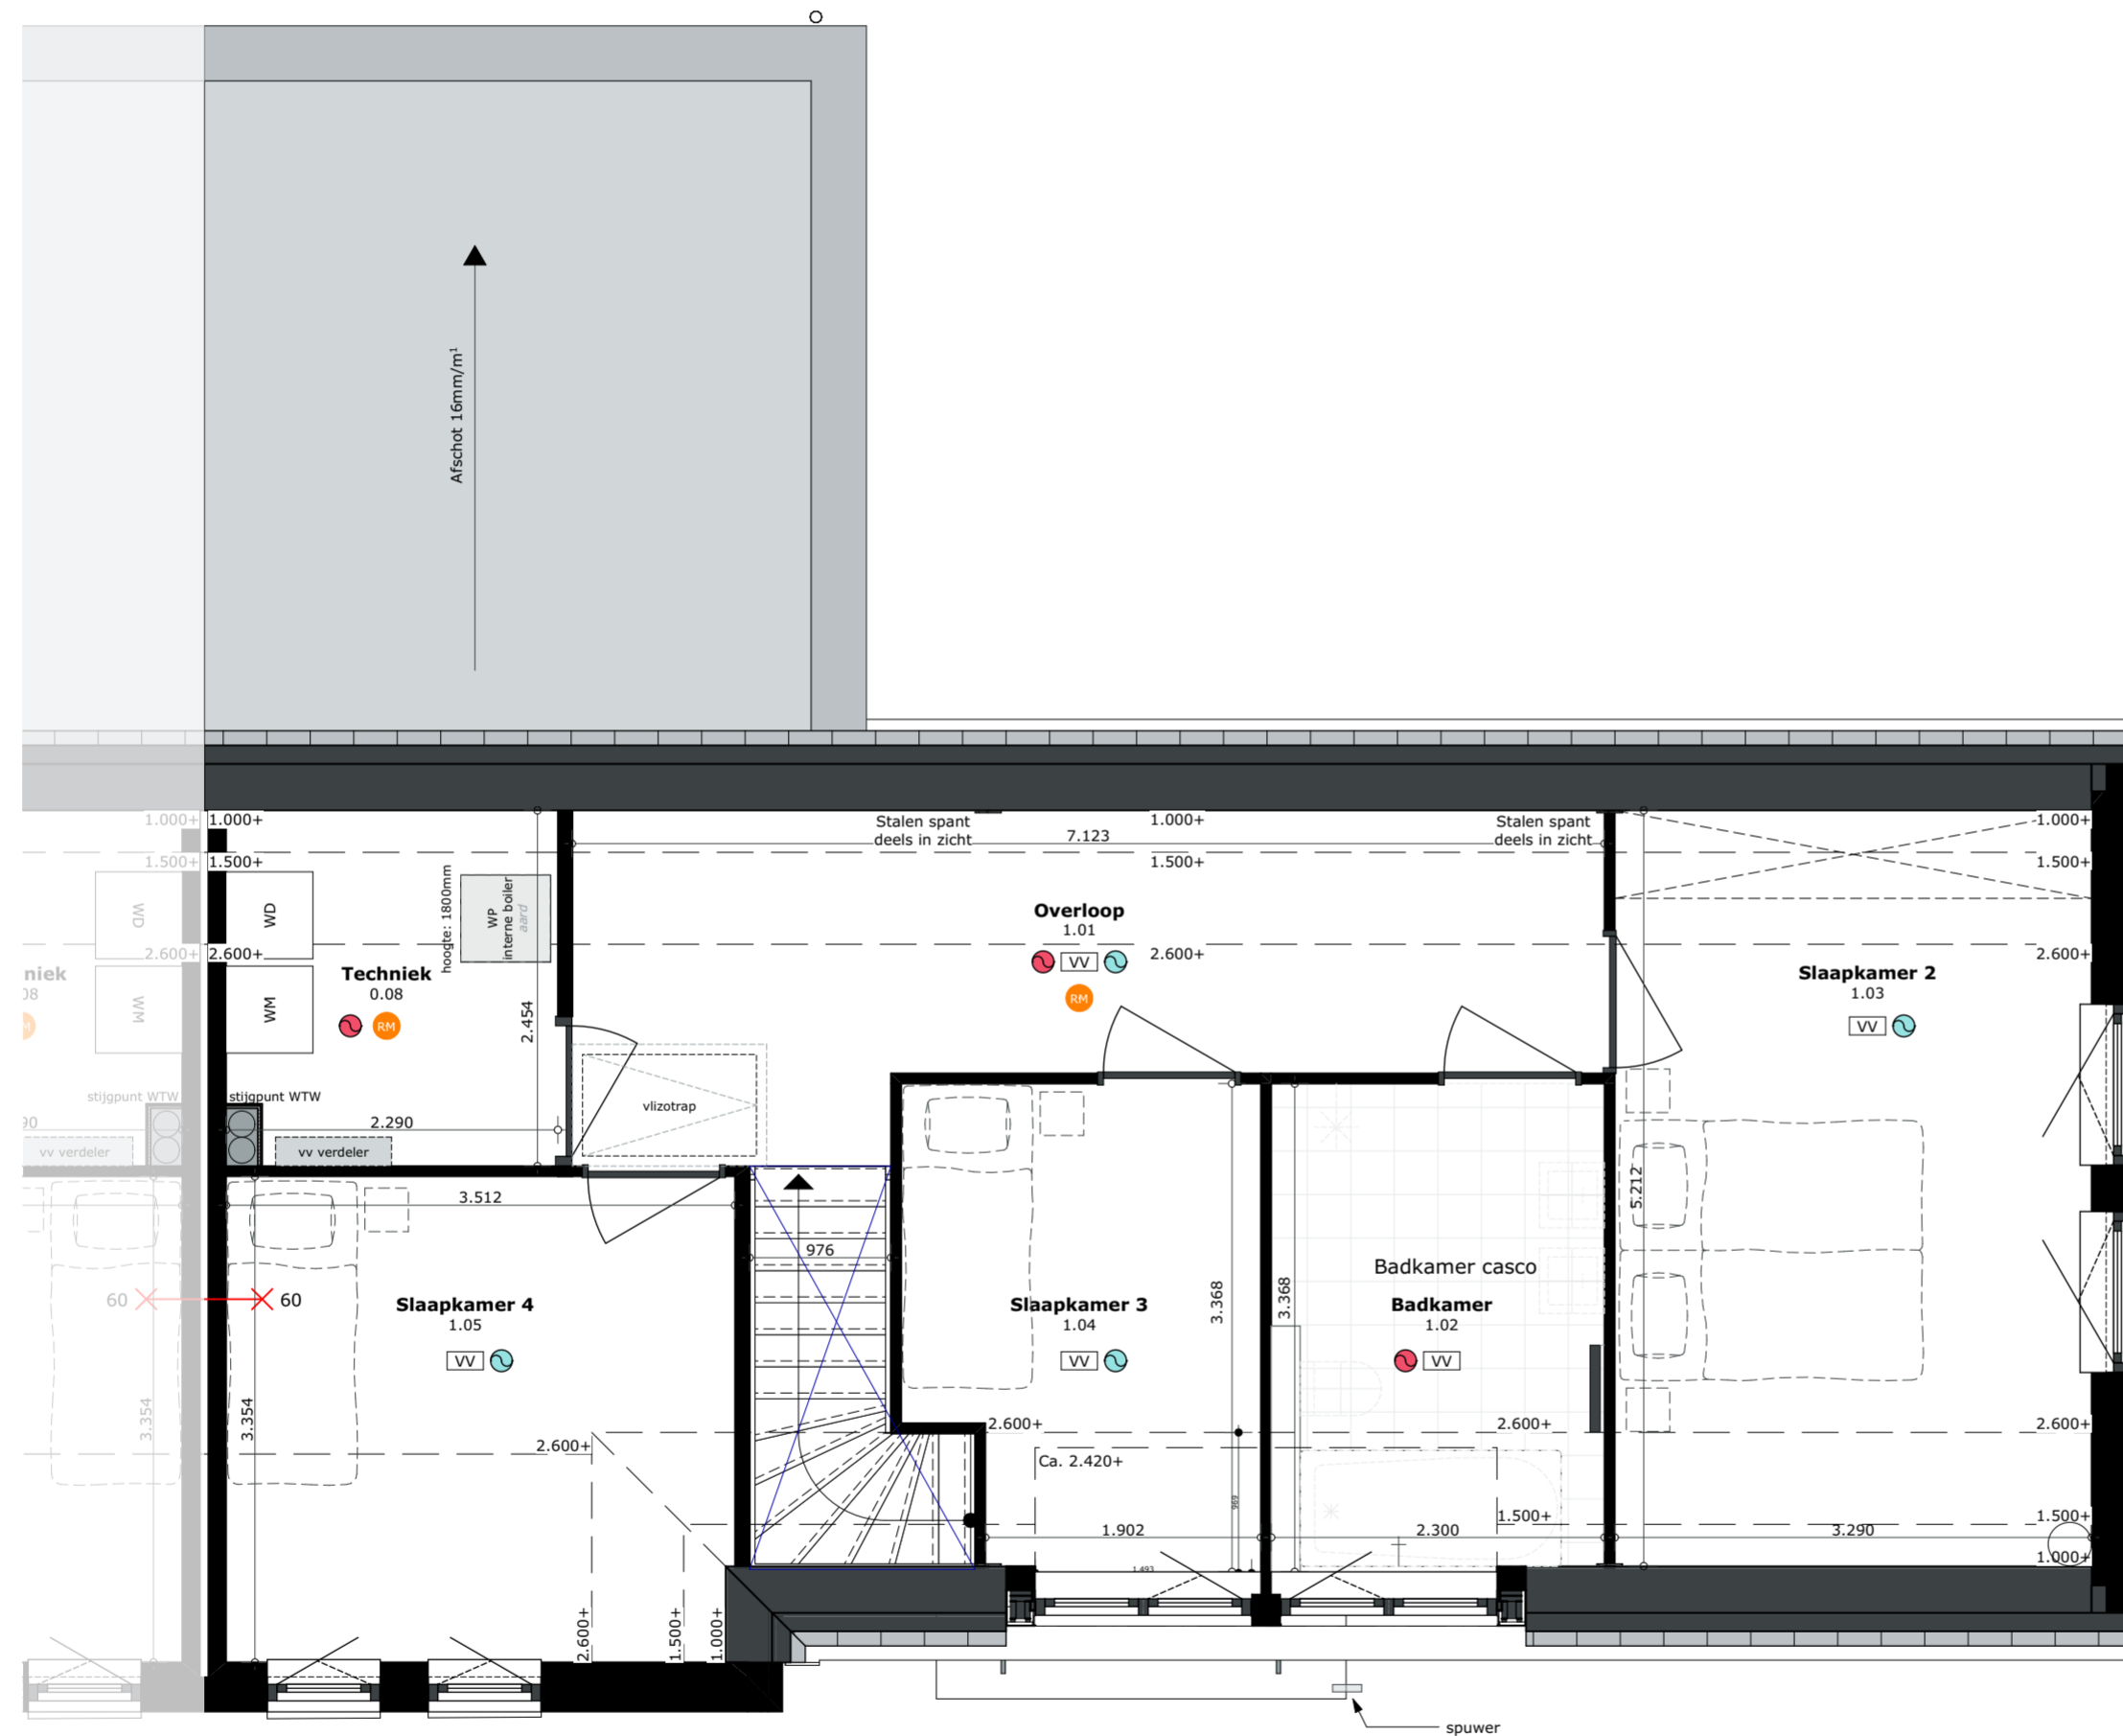 Afschot 16mm/m¹
1.000+ 1.000+
1.500+ 1.500+
2.600+ 2.600+
WD
WM
WD
WM
niek
08
Techniek
0.08
RM
hoogte: 1800mm
WP
interne boiler
aard
2.454
stijgpunt WTW
stijgpunt WTW
90
2.290
vv verdeler
vv verdeler
Stalen spant
deels in zicht
7.123
1.000+
1.500+
Stalen spant
deels in zicht
Overloop
1.01
VV
2.600+
RM
vlizotrap
1.000+
1.500+
2.600+
Slaapkamer 2
1.03
VV
5.212
2.600+
1.500+
3.290
1.000+
3.512
60
60
Slaapkamer 4
1.05
VV
3.354
3.354
2.600+
2.600+
1.500+
1.000+
976
Slaapkamer 3
1.04
VV
3.368
2.600+
Ca. 2.420+
969
1.902
1.493
3.368
Badkamer casco
Badkamer
1.02
VV
2.600+
1.500+
2.300
spuwer